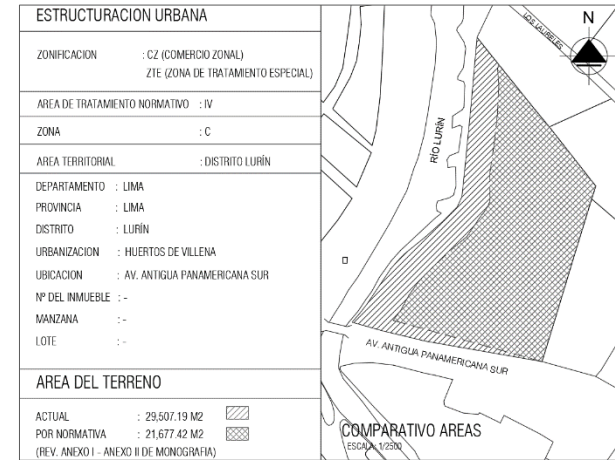 ESTRUCTURACION URBANA
ZONIFICACION : CZ (COMERCIO ZONAL)
ZTE (ZONA DE TRATAMIENTO ESPECIAL)
AREA DE TRATAMIENTO NORMATIVO : IV
ZONA : C
AREA TERRITORIAL : DISTRITO LURÍN
DEPARTAMENTO : LIMA
PROVINCIA : LIMA
DISTRITO : LURÍN
URBANIZACION : HUERTOS DE VILLENA
UBICACION : AV. ANTIGUA PANAMERICANA SUR
Nº DEL INMUEBLE : -
MANZANA : -
LOTE : -
AREA DEL TERRENO
ACTUAL : 29,507.19 M2
POR NORMATIVA : 21,677.42 M2
(REV. ANEXO I - ANEXO II DE MONOGRAFIA)
LOS LAURELES
N
RÍO LURÍN
AV. ANTIGUA PANAMERICANA SUR
COMPARATIVO AREAS
ESCALA: 1/2500